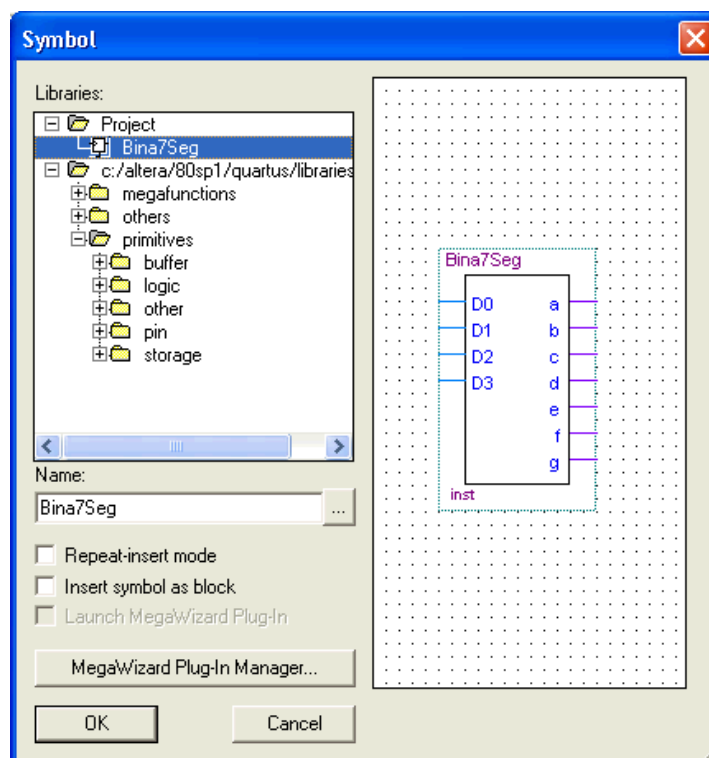 Symbol
Libraries:
Project
Bina7Seg
c:/altera/80sp1/quartus/libraries
megafunctions
others
primitives
buffer
logic
other
pin
storage
Name:
Bina7Seg
...
Repeat-insert mode
Insert symbol as block
Launch MegaWizard Plug-In
MegaWizard Plug-In Manager...
OK
Cancel
Bina7Seg
D0 a
D1 b
D2 c
D3 d
e
f
g
inst